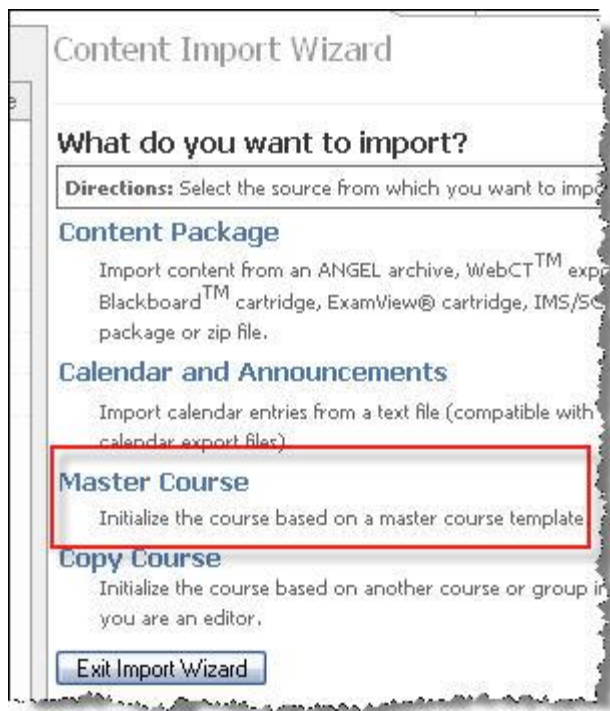 Content Import Wizard
What do you want to import?
Directions: Select the source from which you want to
Content Package
Import content from an ANGEL archive, WebCT™
Blackboard™ cartridge, ExamView® cartridge, IMS/SC
package or zip file.
Calendar and Announcements
Import calendar entries from a text file (compatible with
calendar export files)
Master Course
Initialize the course based on a master course template
Copy Course
Initialize the course based on another course or group
you are an editor.
Exit Import Wizard